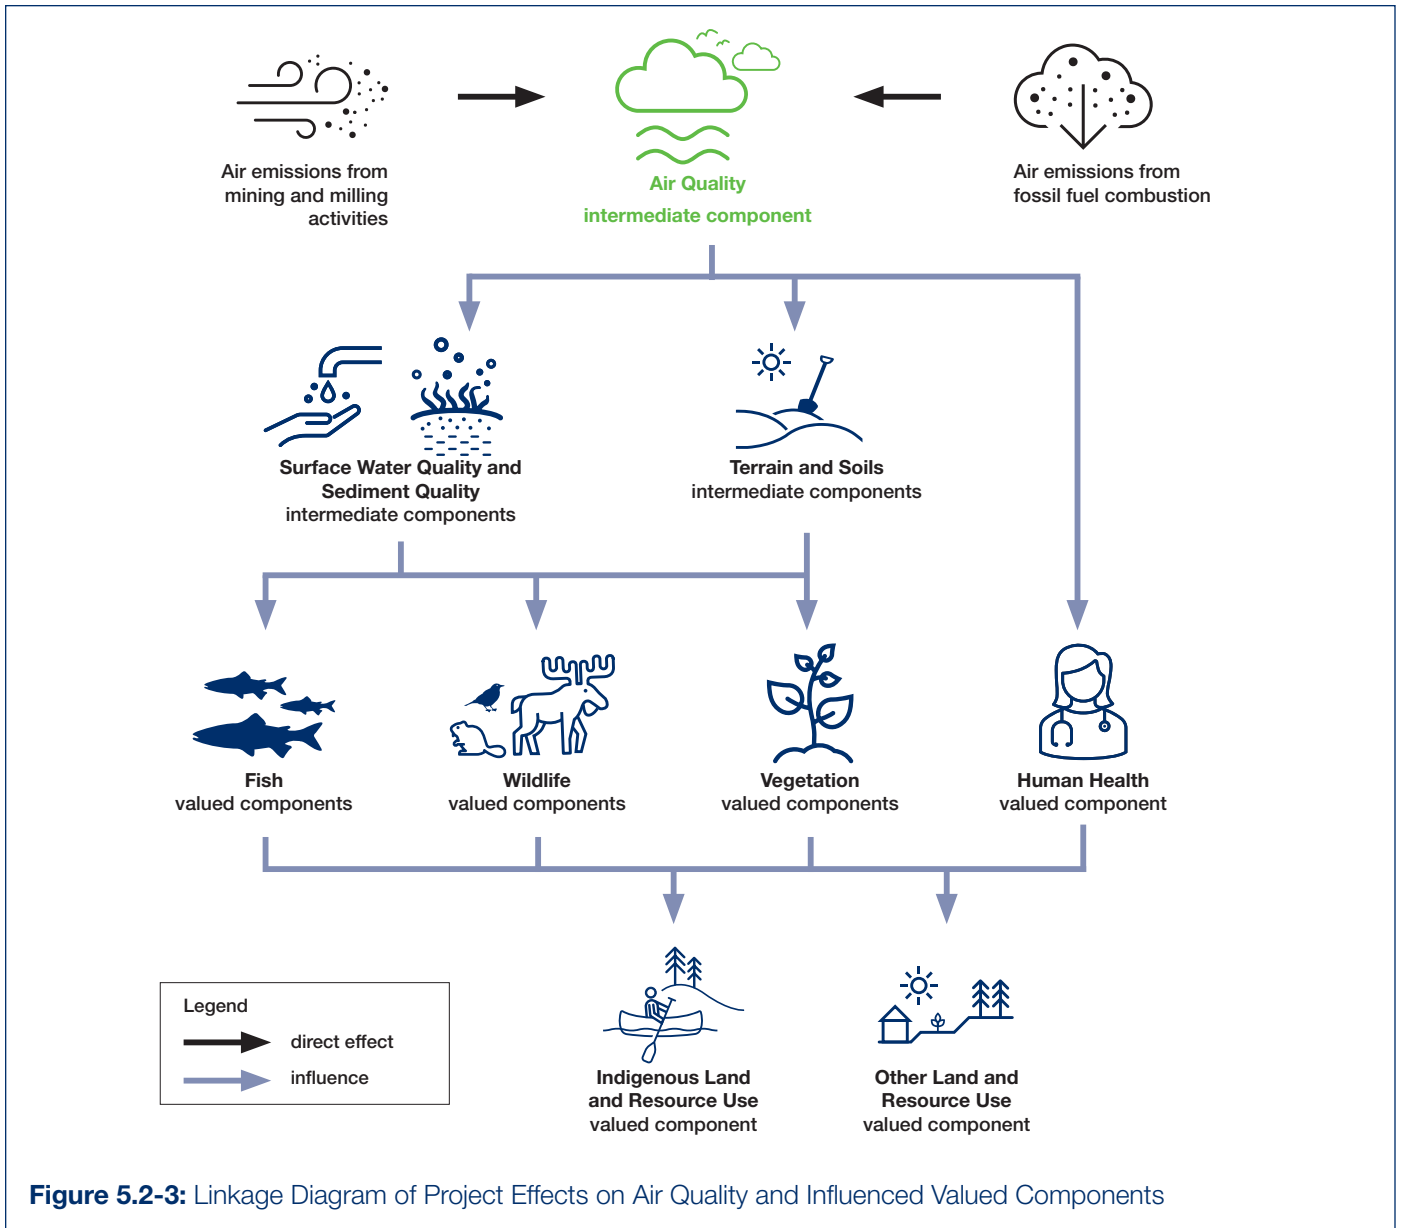 Air emissions from
mining and milling
activities
Air Quality
intermediate component
Air emissions from
fossil fuel combustion
Surface Water Quality and
Sediment Quality
intermediate components
Terrain and Soils
intermediate components
Fish
valued components
Wildlife
valued components
Vegetation
valued components
Human Health
valued component
Legend
direct effect
influence
Indigenous Land
and Resource Use
valued component
Other Land and
Resource Use
valued component
Figure 5.2-3: Linkage Diagram of Project Effects on Air Quality and Influenced Valued Components